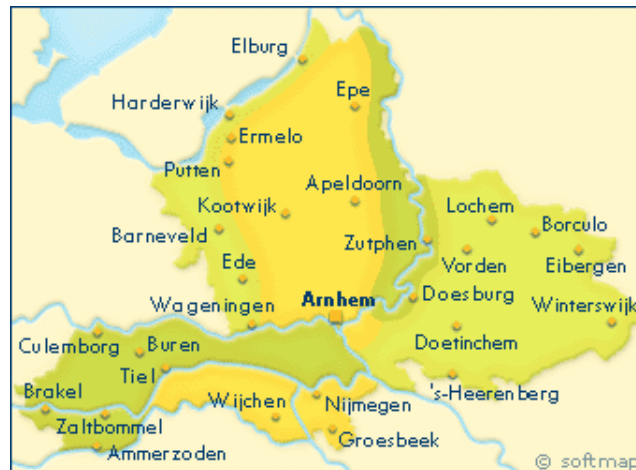 Elburg
Epe
Harderwijk
Ermelo
Putten
Apeldoorn
Kootwijk
Lochem
Borculo
Barneveld
Zutphen
Vorden
Eibergen
Ede
Wageningen
Arnhem
Doesburg
Winterswijk
Culemborg
Buren
Doetinchem
Tiel
Brakel
Wijchen
Nijmegen
's-Heerenberg
Zaltbommel
Groesbeek
Ammerzoden
© softmap